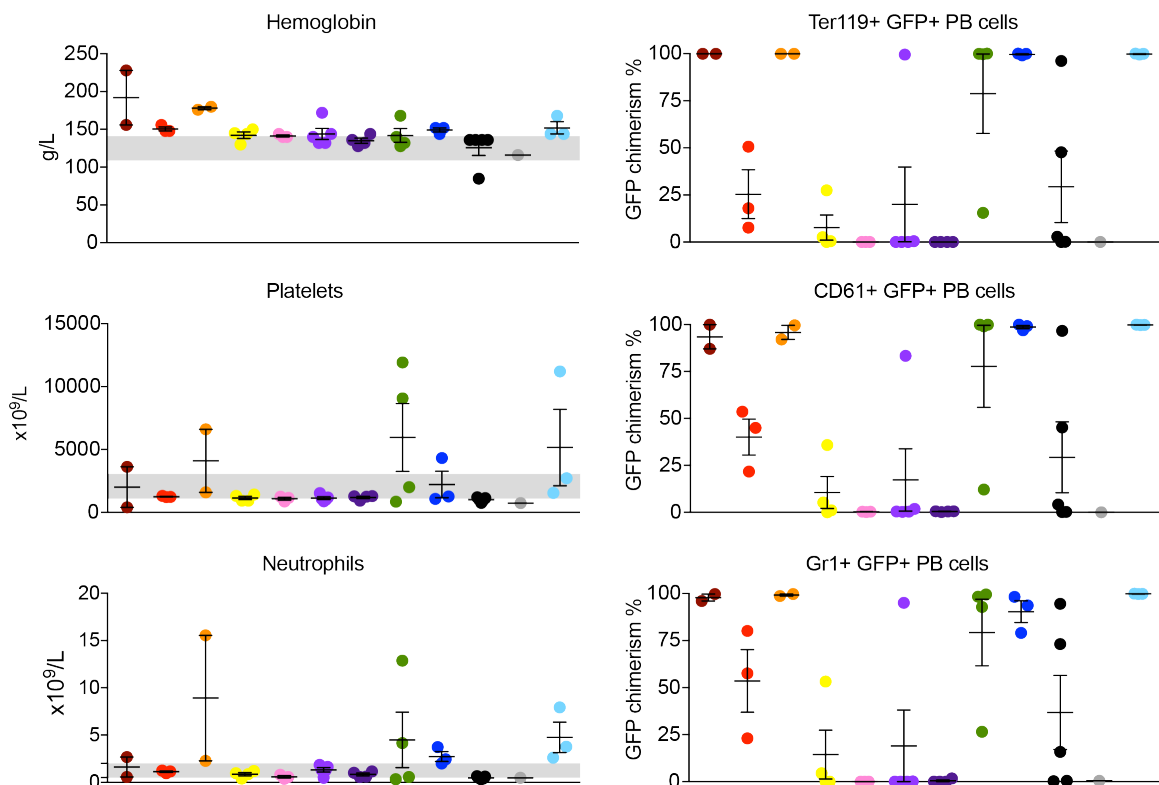 Hemoglobin
250
200
150
100
50
0
g/L
Ter119+ GFP+ PB cells
100
75
50
25
0
GFP chimerism %
Platelets
15000
10000
5000
0
x10⁹/L
CD61+ GFP+ PB cells
100
75
50
25
0
GFP chimerism %
Neutrophils
20
15
10
5
0
x10⁹/L
Gr1+ GFP+ PB cells
100
75
50
25
0
GFP chimerism %